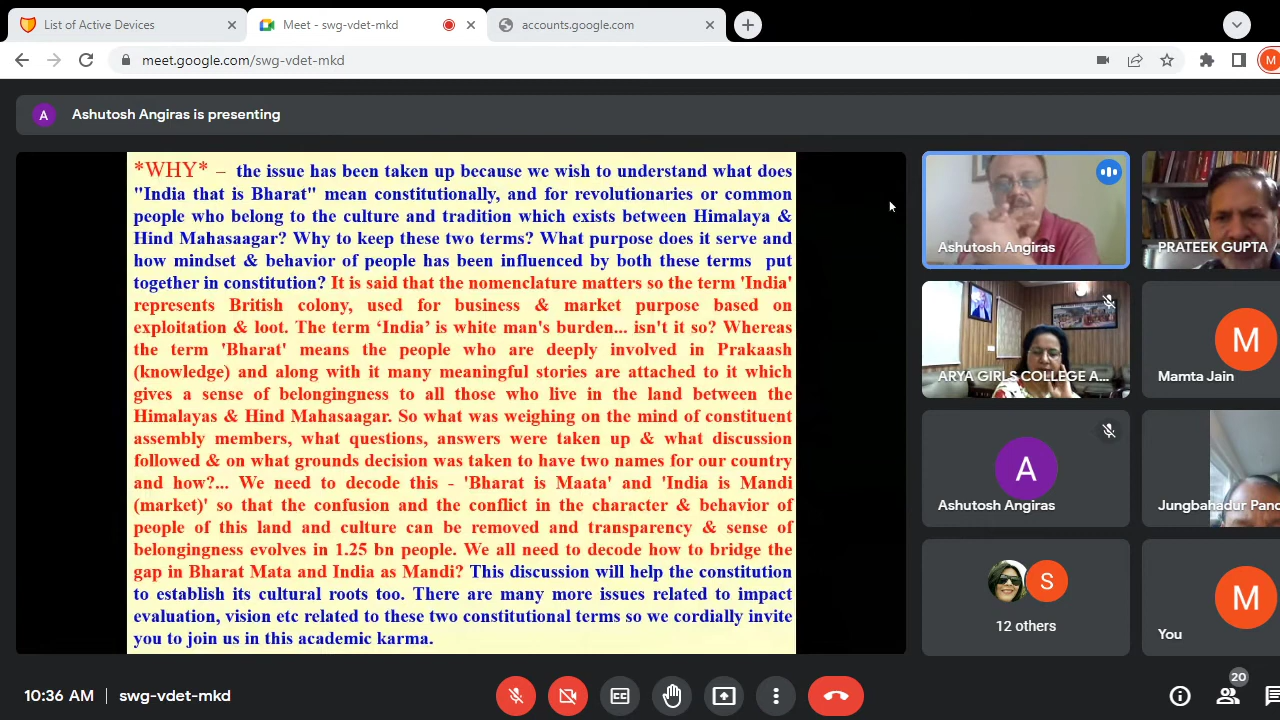 List of Active Devices
Meet - swg-vdet-mkd
accounts.google.com
meet.google.com/swg-vdet-mkd
M
A
Ashutosh Angiras is presenting
*WHY* – the issue has been taken up because we wish to understand what does
"India that is Bharat" mean constitutionally, and for revolutionaries or common
people who belong to the culture and tradition which exists between Himalaya &
Hind Mahasaagar? Why to keep these two terms? What purpose does it serve and
how mindset & behavior of people has been influenced by both these terms put
together in constitution? It is said that the nomenclature matters so the term 'India'
represents British colony, used for business & market purpose based on
exploitation & loot. The term ‘India’ is white man's burden... isn't it so? Whereas
the term 'Bharat' means the people who are deeply involved in Prakaash
(knowledge) and along with it many meaningful stories are attached to it which
gives a sense of belongingness to all those who live in the land between the
Himalayas & Hind Mahasaagar. So what was weighing on the mind of constituent
assembly members, what questions, answers were taken up & what discussion
followed & on what grounds decision was taken to have two names for our country
and how?... We need to decode this - 'Bharat is Maata' and 'India is Mandi
(market)' so that the confusion and the conflict in the character & behavior of
people of this land and culture can be removed and transparency & sense of
belongingness evolves in 1.25 bn people. We all need to decode how to bridge the
gap in Bharat Mata and India as Mandi? This discussion will help the constitution
to establish its cultural roots too. There are many more issues related to impact
evaluation, vision etc related to these two constitutional terms so we cordially invite
you to join us in this academic karma.
Ashutosh Angiras
PRATEEK GUPTA
ARYA GIRLS COLLEGE A...
M
Mamta Jain
A
Ashutosh Angiras
Jungbahadur Pand
S
12 others
M
You
10:36 AM
swg-vdet-mkd
CC
20